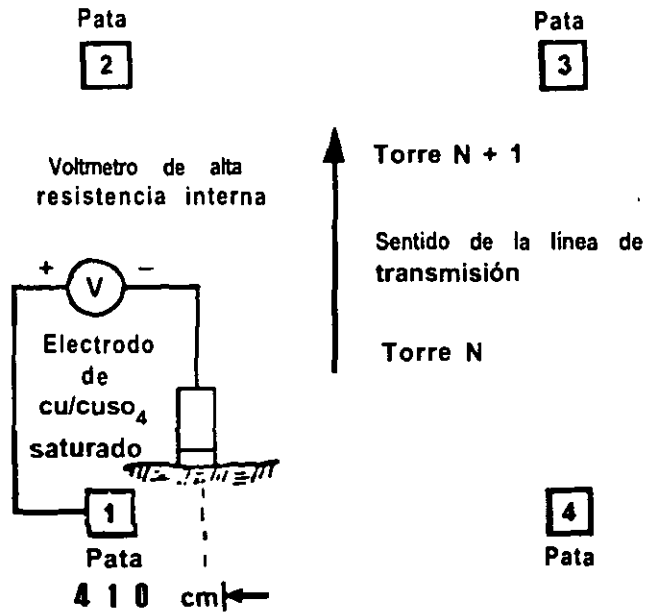 Pata
2
Pata
3
Voltmetro de alta
resistencia interna
Torre N + 1
Sentido de la línea de
transmisión
Torre N
+ V −
Electrodo
de
cu/cuso4
saturado
1
Pata
4 1 0 cm
4
Pata